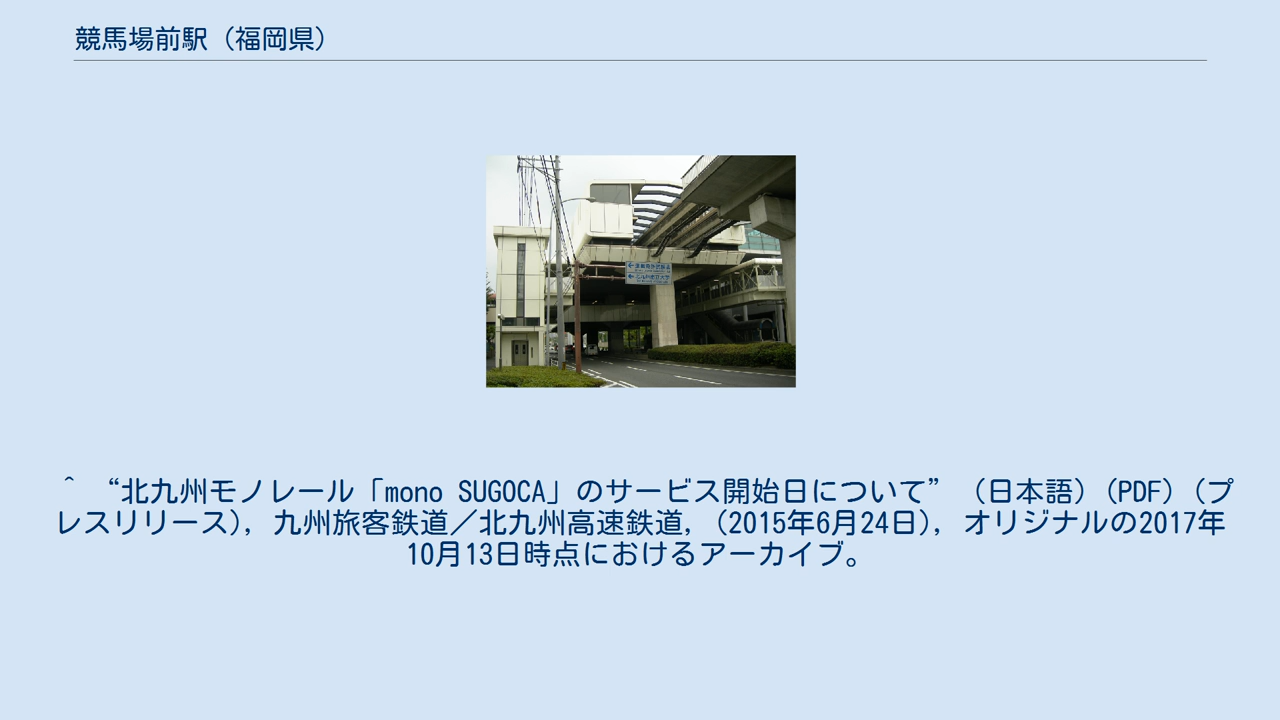 競馬場前駅（福岡県）
^ “北九州モノレール「mono SUGOCA」のサービス開始日について” （日本語）(PDF)（プ
レスリリース), 九州旅客鉄道／北九州高速鉄道, (2015年6月24日), オリジナルの2017年
10月13日時点におけるアーカイブ。